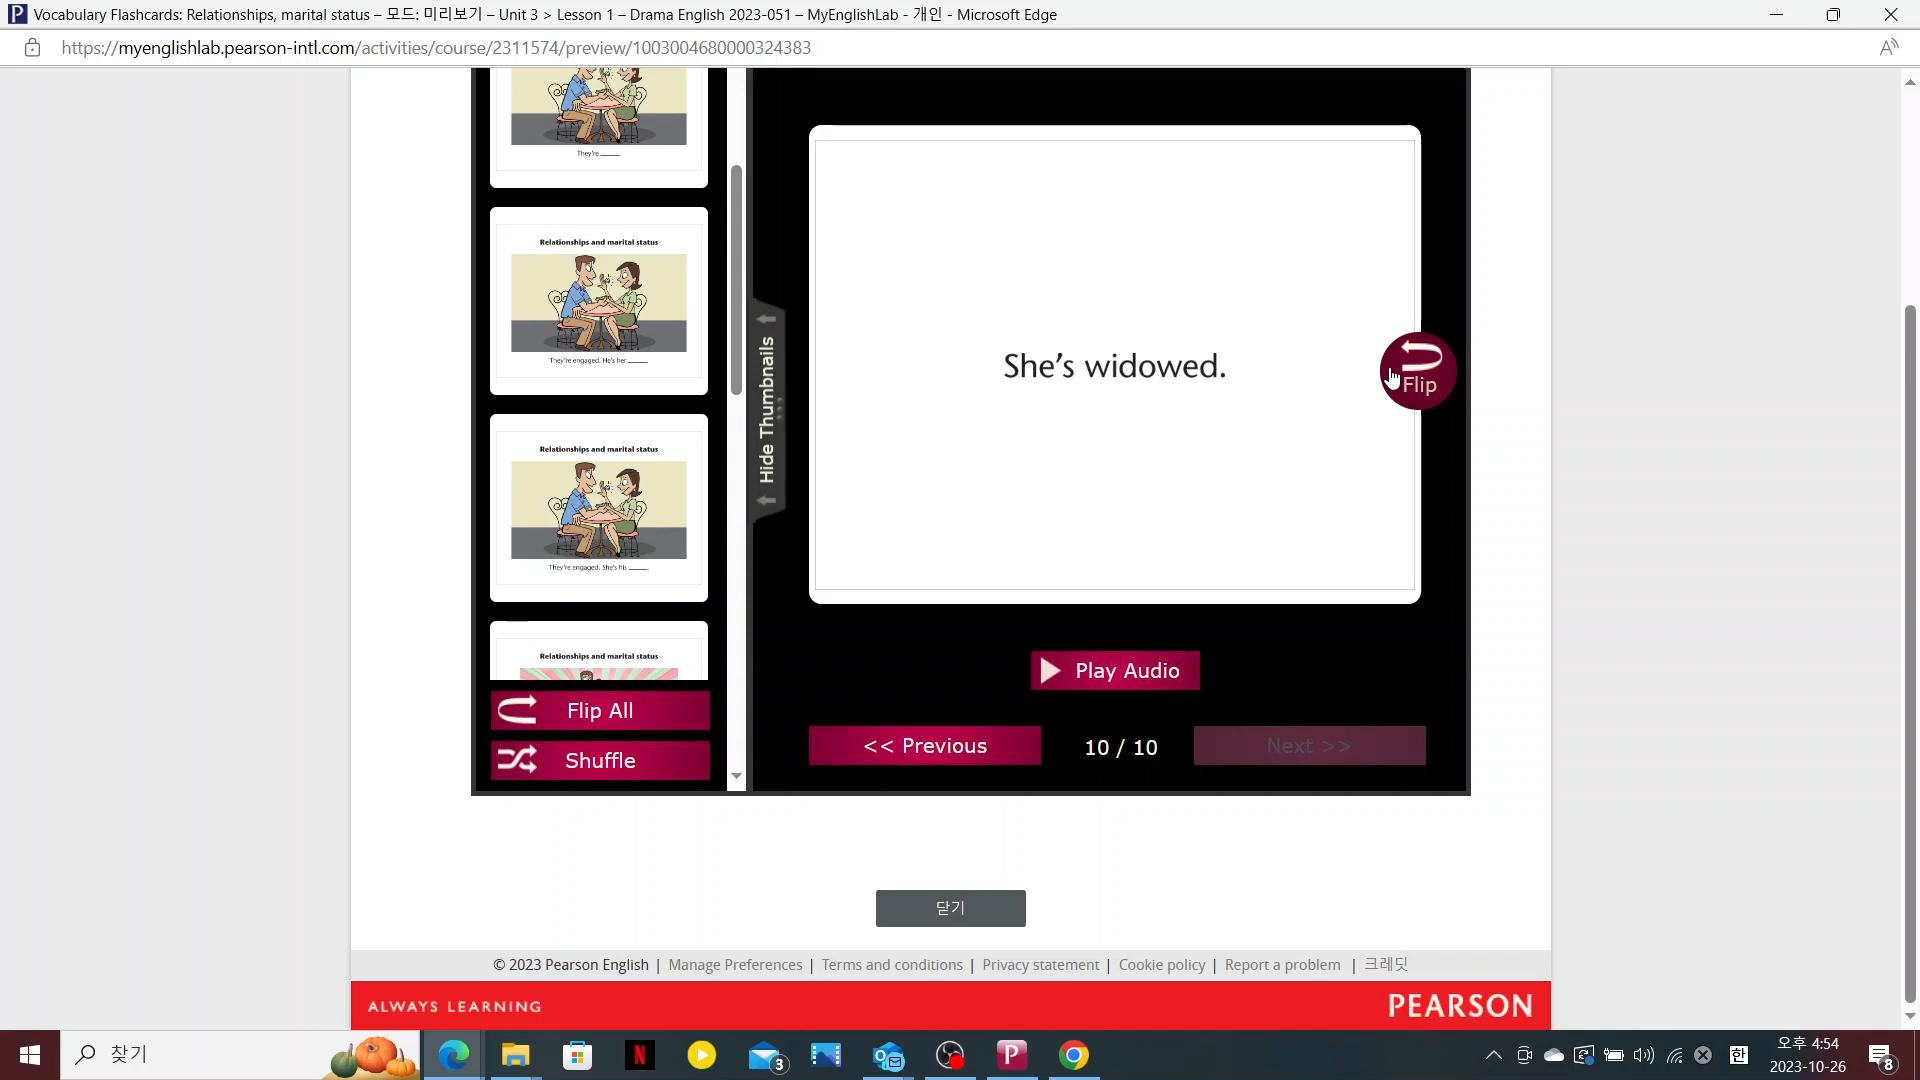 Vocabulary Flashcards: Relationships, marital status – 모드: 미리보기 – Unit 3 > Lesson 1 – Drama English 2023-051 – MyEnglishLab - 개인 - Microsoft Edge
https://myenglishlab.pearson-intl.com/activities/course/2311574/preview/1003004680000324383
They're ____.
Relationships and marital status
They're engaged. He's her ____.
Relationships and marital status
They're engaged. She's his ____.
Relationships and marital status
Flip All
Shuffle
Hide Thumbnails
She's widowed.
Flip
Play Audio
<< Previous
10 / 10
Next >>
닫기
© 2023 Pearson English | Manage Preferences | Terms and conditions | Privacy statement | Cookie policy | Report a problem | 크레딧
ALWAYS LEARNING
PEARSON
찾기
3
한
오후 4:54
2023-10-26
8